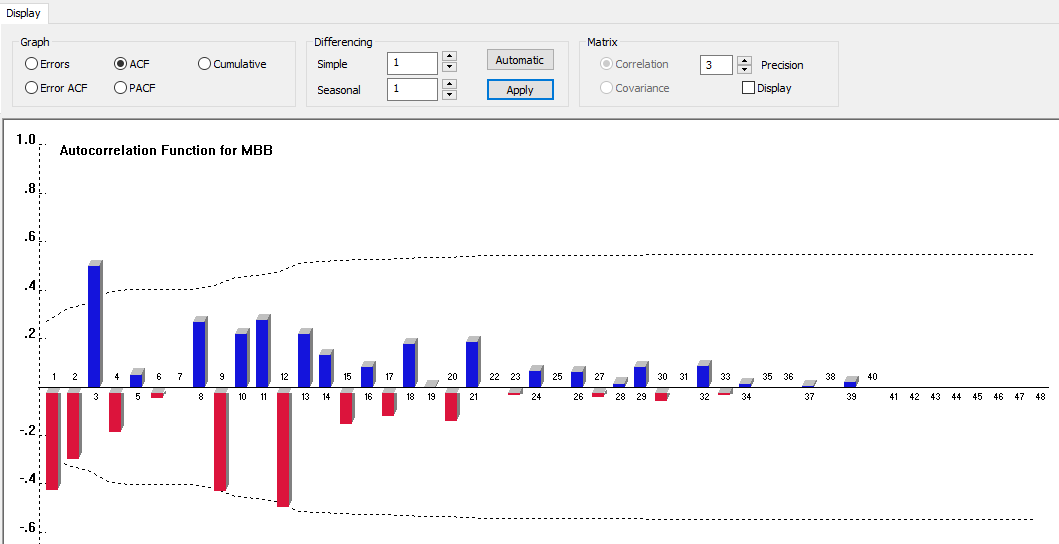 Display
Graph
Errors
ACF
Cumulative
Error ACF
PACF
Differencing
Simple 1
Automatic
Seasonal 1
Apply
Matrix
Correlation 3 Precision
Covariance
Display
1.0
Autocorrelation Function for MBB
.8
.6
.4
.2
1 2 4 6 7 9 12 15 17 20 22 23 25 27 30 31 33 35 36 38 40
3 5 8 10 11 13 14 16 18 19 21 24 26 28 29 32 34 37 39 41 42 43 44 45 46 47 48
-.2
-.4
-.6